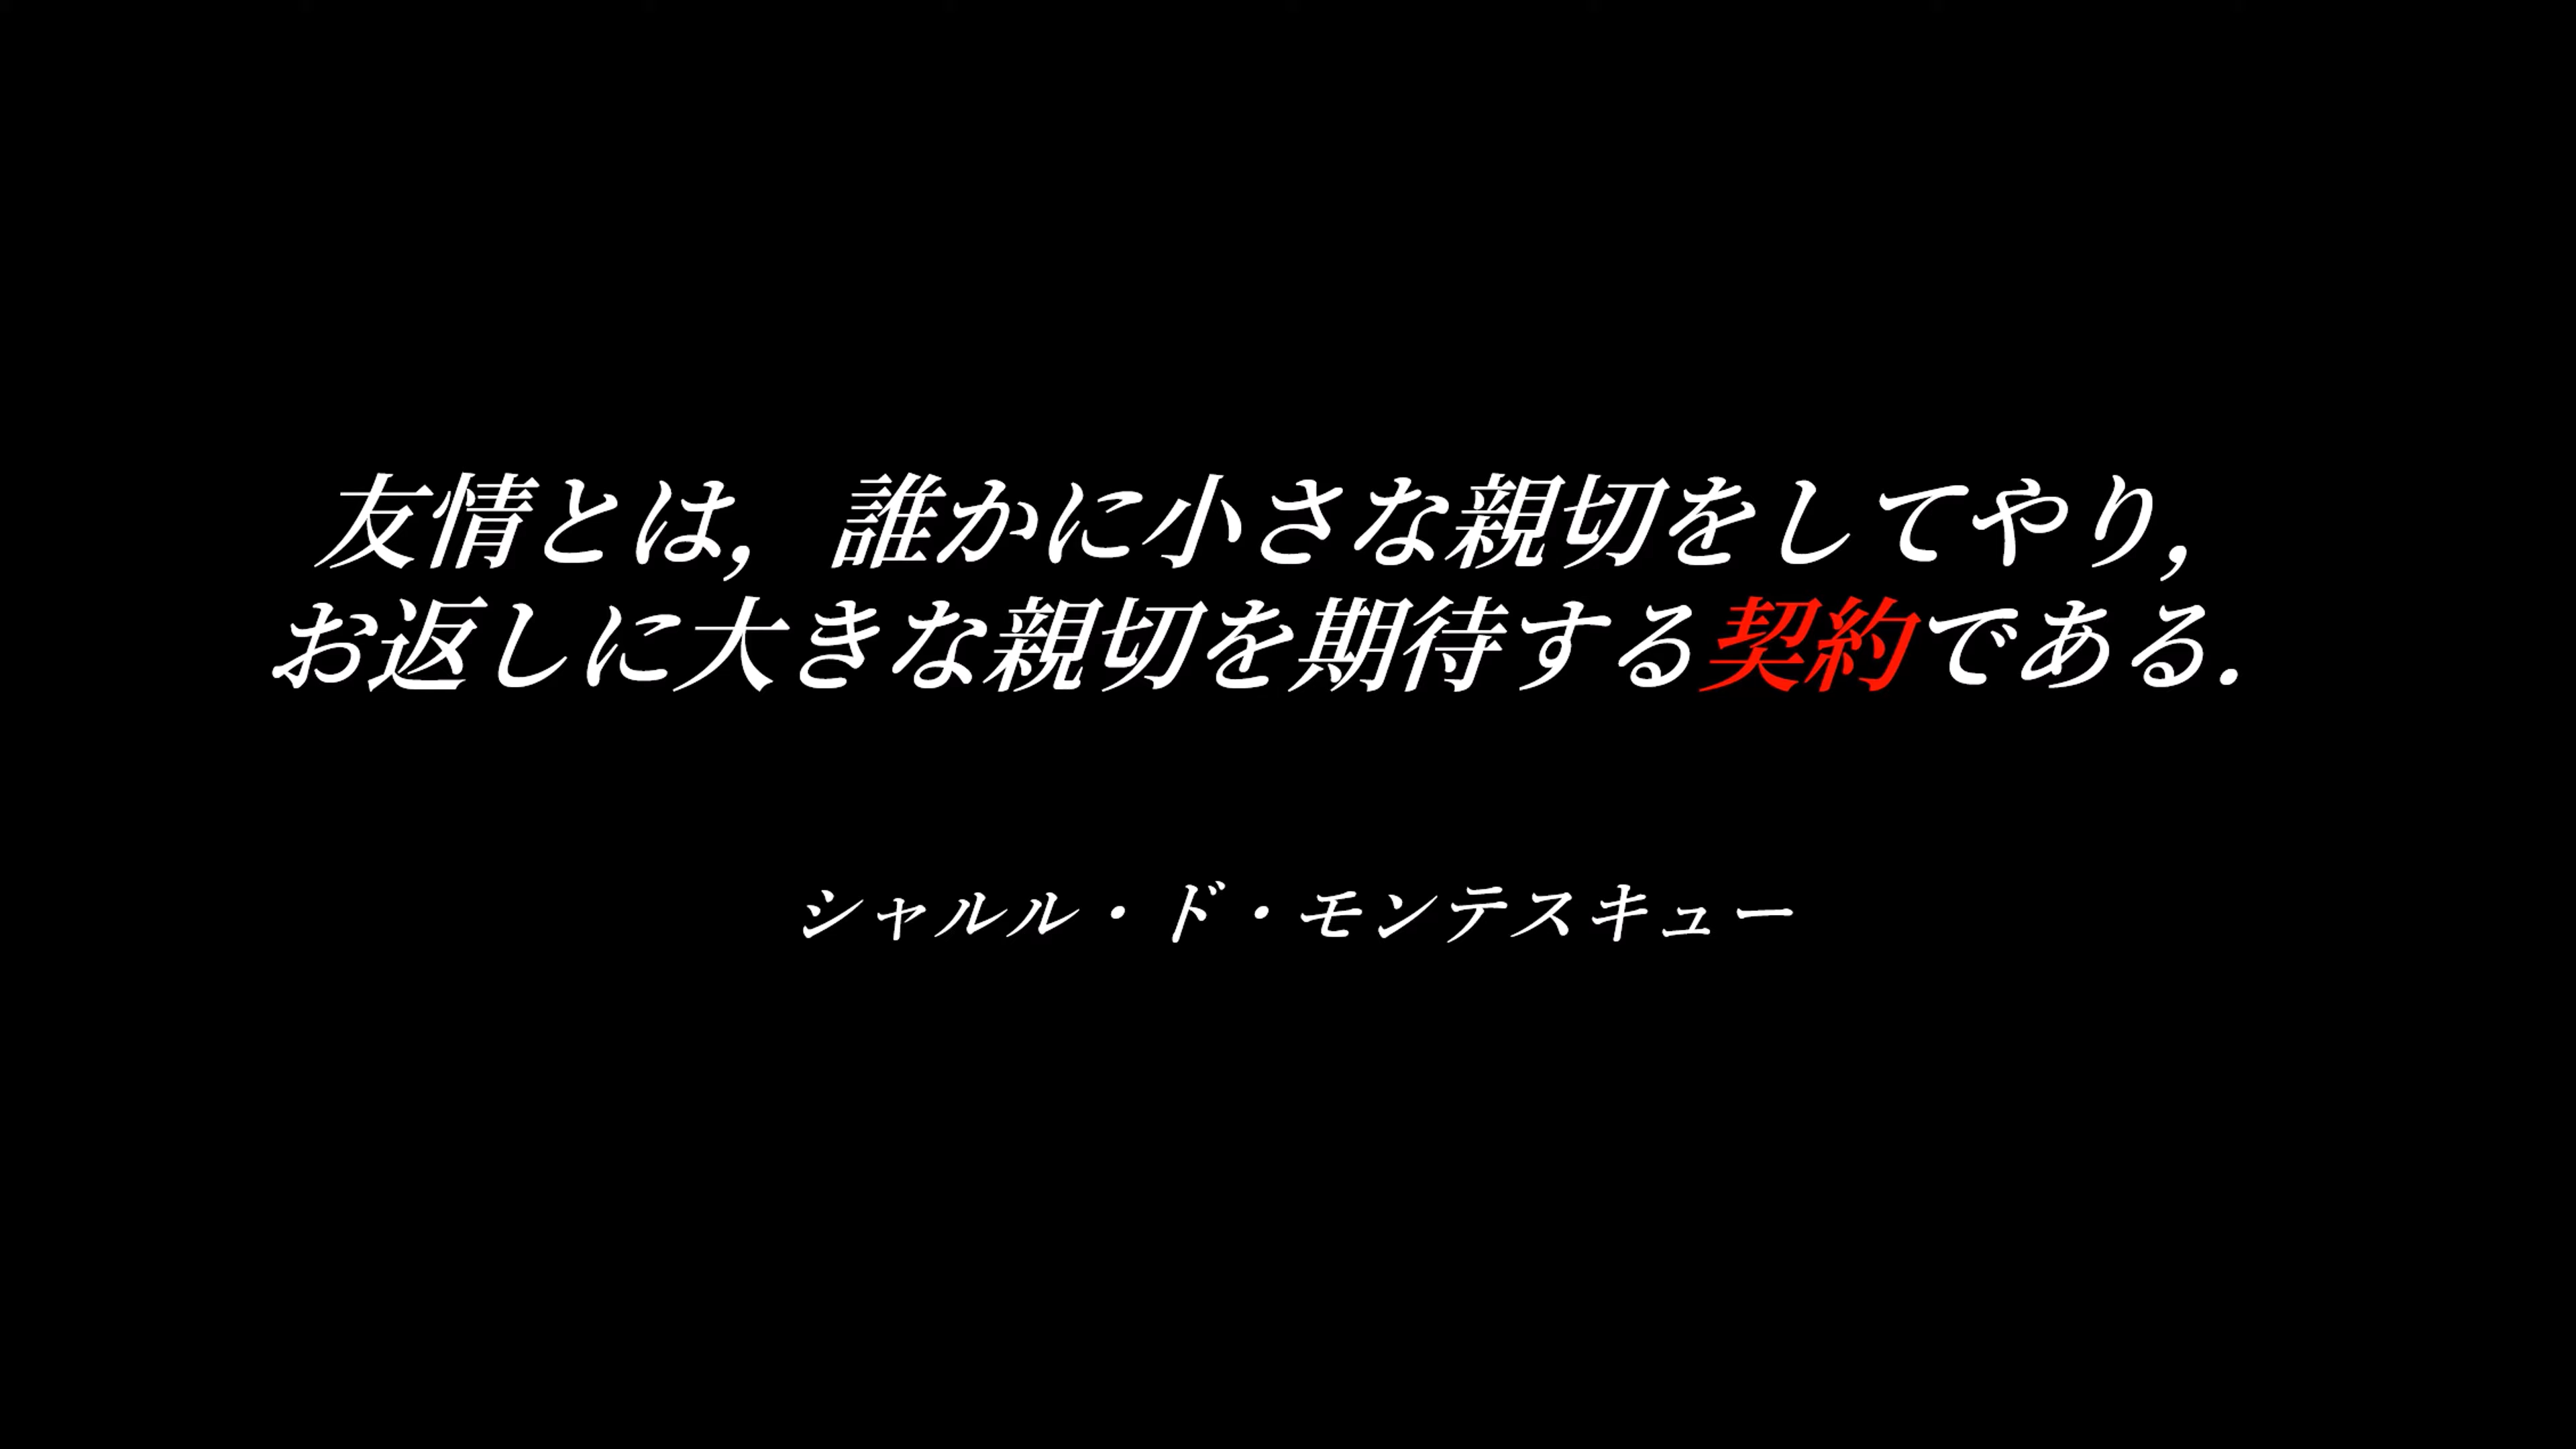 友情とは，誰かに小さな親切をしてやり，
お返しに大きな親切を期待する契約である．
シャルル・ド・モンテスキュー